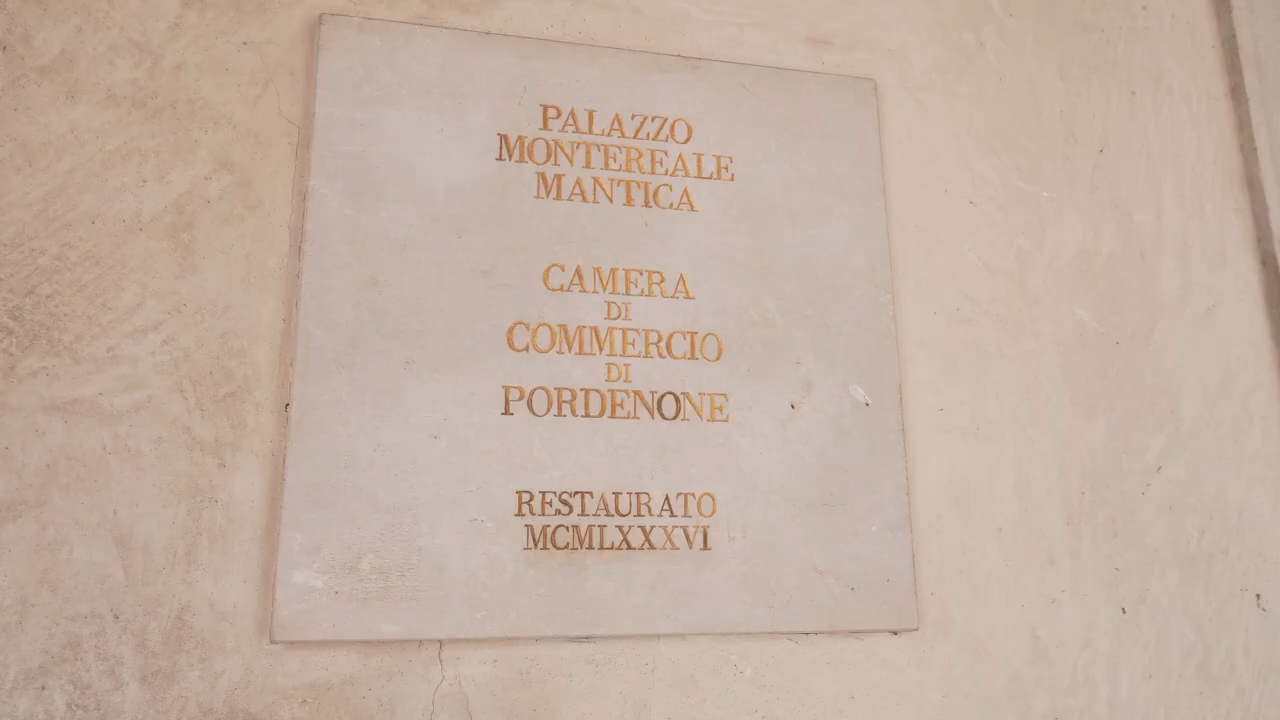 PALAZZO
MONTEREALE
MANTICA
CAMERA
DI
COMMERCIO
DI
PORDENONE
RESTAURATO
MCMLXXXVI